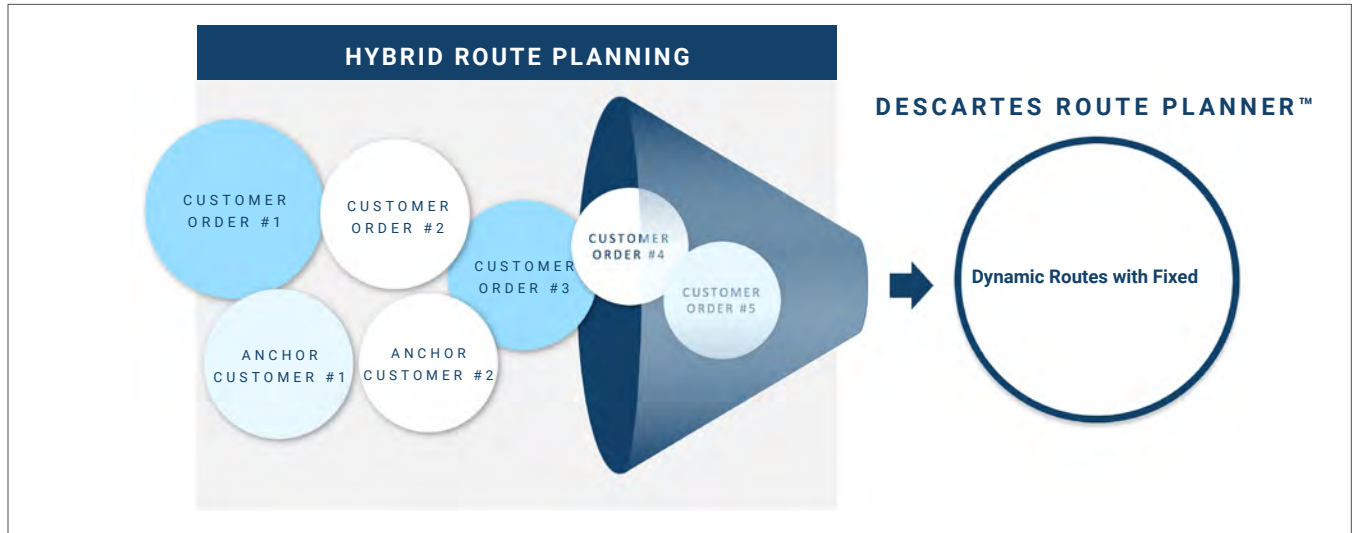 HYBRID ROUTE PLANNING
DESCARTES ROUTE PLANNER™
CUSTOMER
ORDER #1
CUSTOMER
ORDER #2
CUSTOMER
ORDER #3
CUSTOMER
ORDER #4
CUSTOMER
ORDER #5
ANCHOR
CUSTOMER #1
ANCHOR
CUSTOMER #2
Dynamic Routes with Fixed